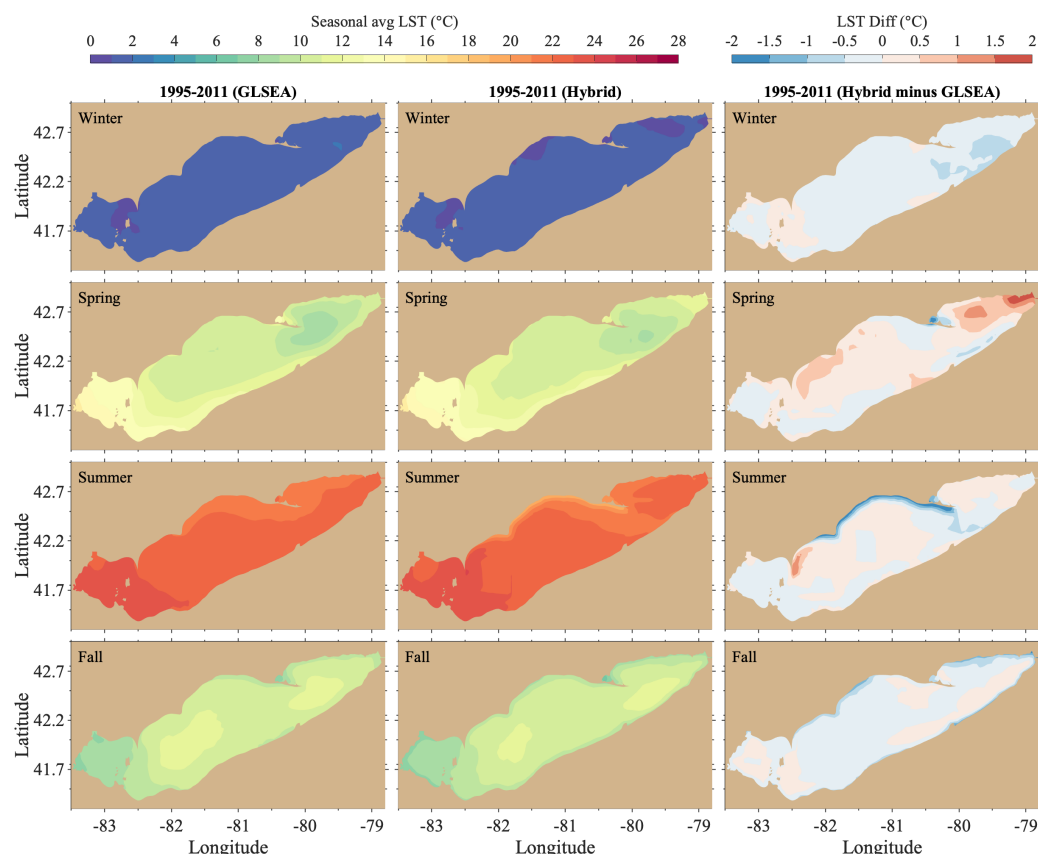 Seasonal avg LST (°C)
0 2 4 6 8 10 12 14 16 18 20 22 24 26 28
LST Diff (°C)
-2 -1.5 -1 -0.5 0 0.5 1 1.5 2
1995-2011 (GLSEA)
1995-2011 (Hybrid)
1995-2011 (Hybrid minus GLSEA)
Winter
Winter
Winter
42.7
42.2
41.7
Latitude
Spring
Spring
Spring
42.7
42.2
41.7
Latitude
Summer
Summer
Summer
42.7
42.2
41.7
Latitude
Fall
Fall
Fall
42.7
42.2
41.7
Latitude
-83 -82 -81 -80 -79
-83 -82 -81 -80 -79
-83 -82 -81 -80 -79
Longitude
Longitude
Longitude